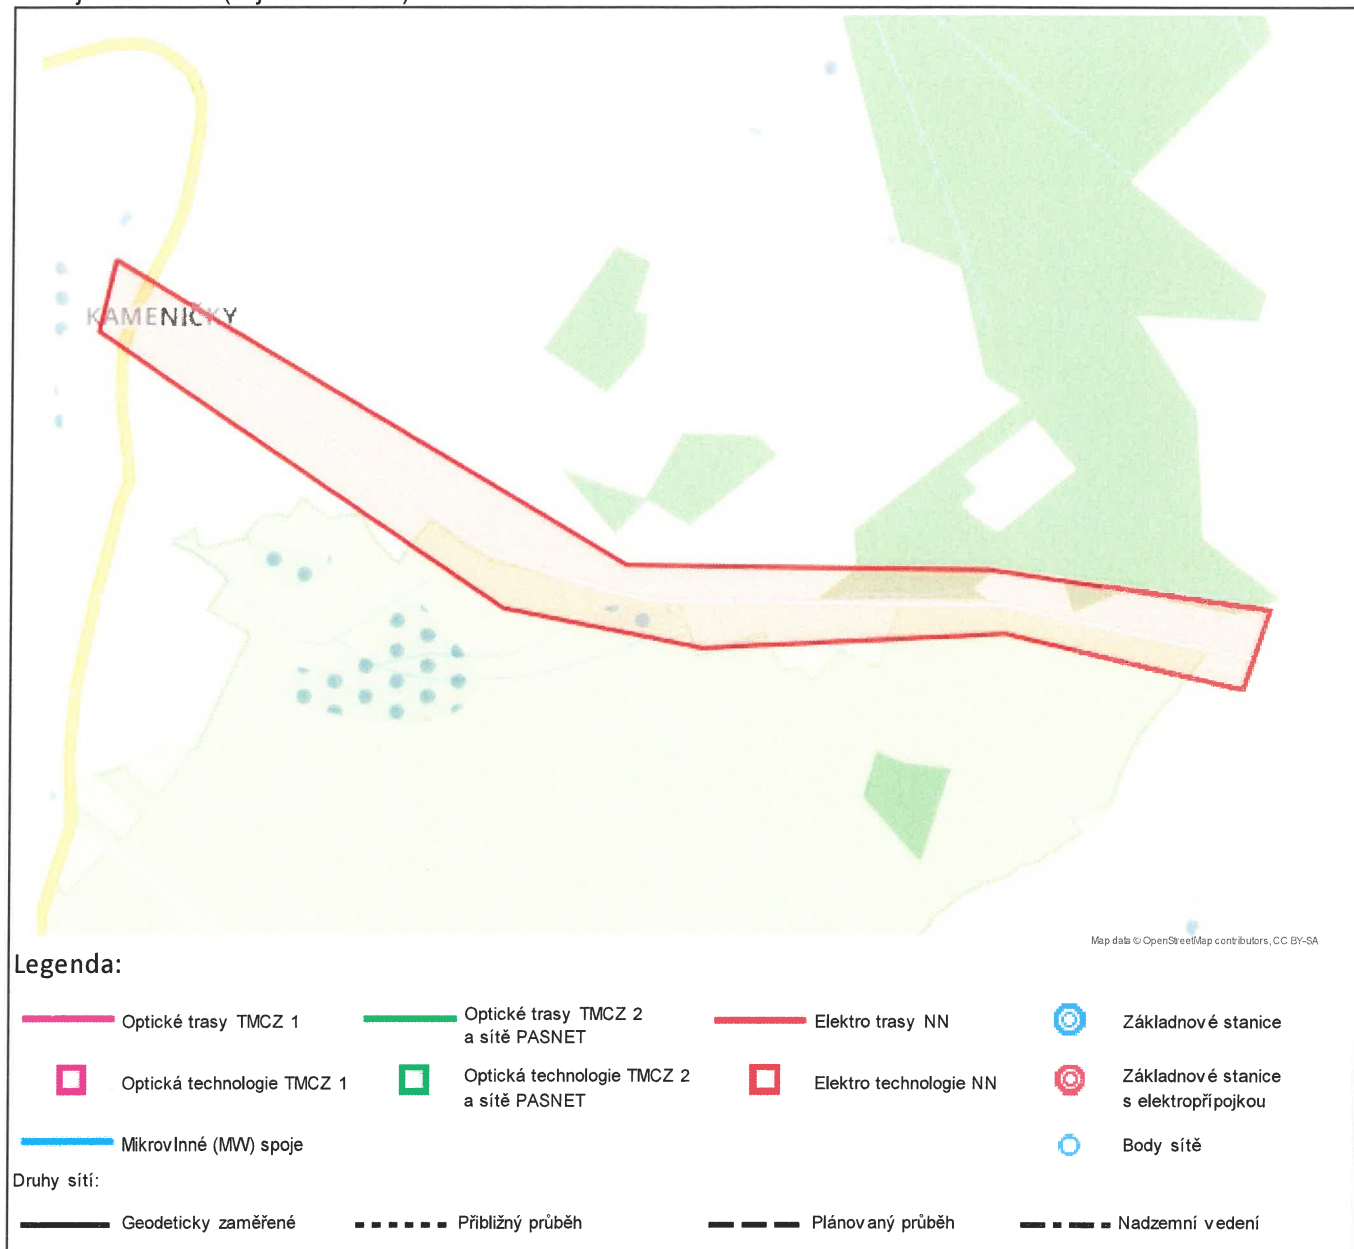 KAMENIČKY
Map data © OpenStreetMap contributors, CC BY-SA
Legenda:
Optické trasy TMCZ 1
Optické trasy TMCZ 2
a sítě PASNET
Elektro trasy NN
Základnové stanice
Optická technologie TMCZ 1
Optická technologie TMCZ 2
a sítě PASNET
Elektro technologie NN
Základnové stanice
s elektropřípojkou
Mikrovlnné (MW) spoje
Body sítě
Druhy sítí:
Geodeticky zaměřené
Přibližný průběh
Plánovaný průběh
Nadzemní vedení